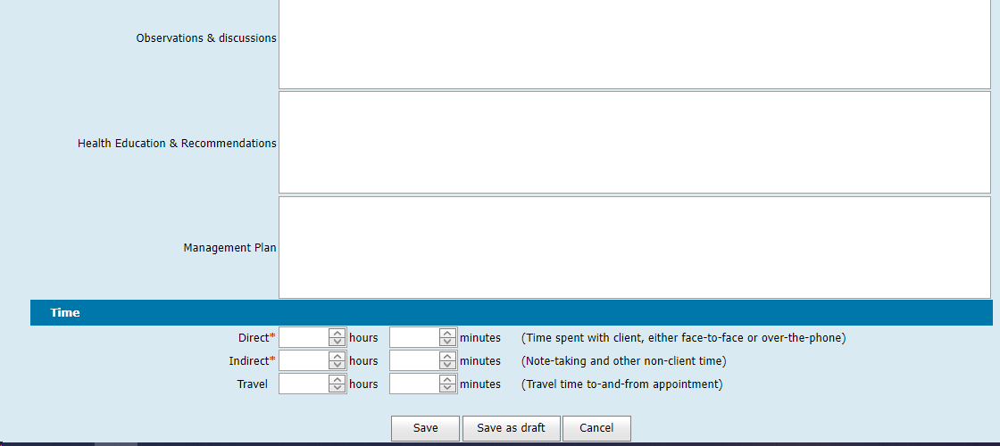 Observations & discussions
Health Education & Recommendations
Management Plan
Time
Direct* hours minutes (Time spent with client, either face-to-face or over-the-phone)
Indirect* hours minutes (Note-taking and other non-client time)
Travel hours minutes (Travel time to-and-from appointment)
Save Save as draft Cancel